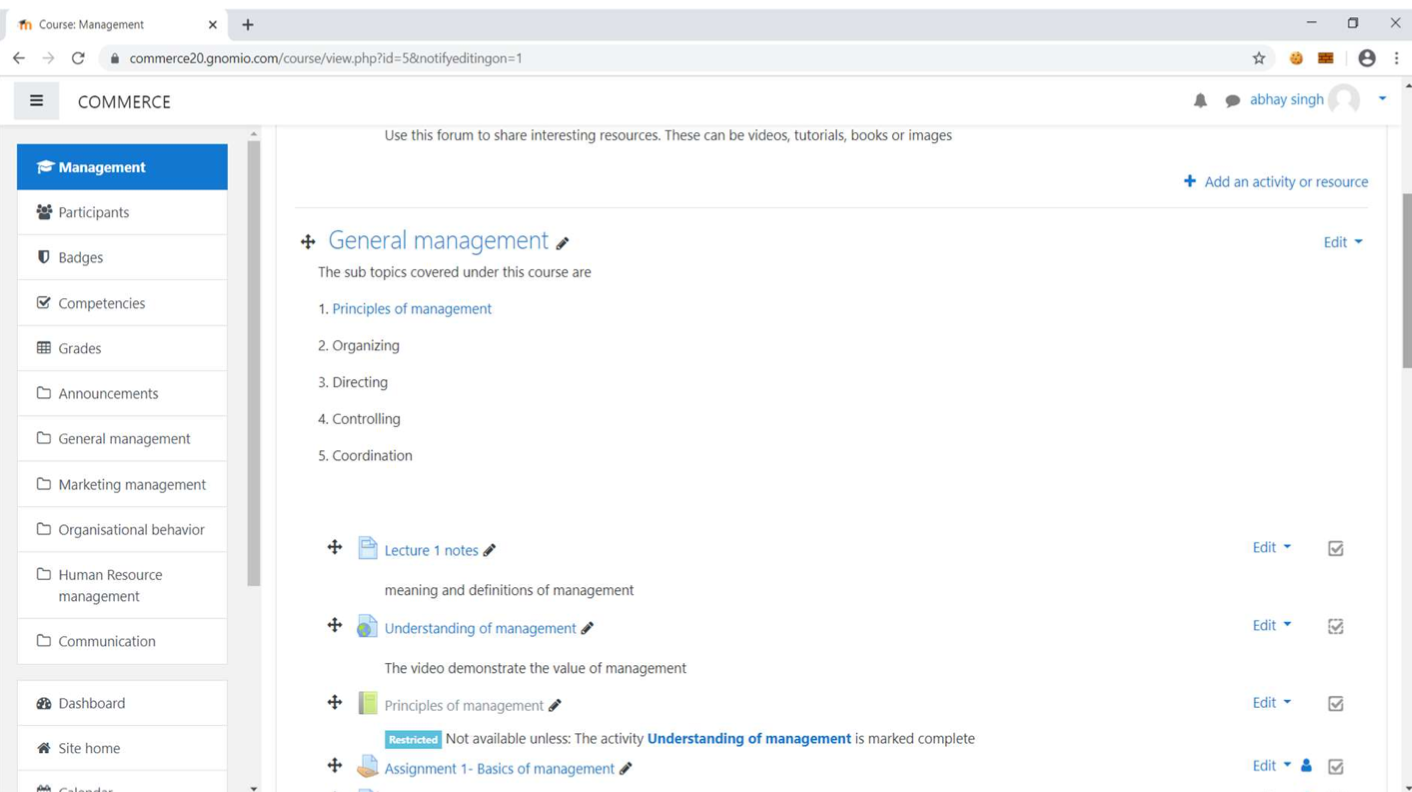 Course: Management
commerce20.gnomio.com/course/view.php?id=5&notifyeditingon=1
COMMERCE
abhay singh
Management
Participants
Badges
Competencies
Grades
Announcements
General management
Marketing management
Organisational behavior
Human Resource
management
Communication
Dashboard
Site home
Calendar
Use this forum to share interesting resources. These can be videos, tutorials, books or images
Add an activity or resource
General management
Edit
The sub topics covered under this course are
1. Principles of management
2. Organizing
3. Directing
4. Controlling
5. Coordination
Lecture 1 notes
Edit
meaning and definitions of management
Understanding of management
Edit
The video demonstrate the value of management
Principles of management
Edit
Restricted Not available unless: The activity Understanding of management is marked complete
Assignment 1- Basics of management
Edit